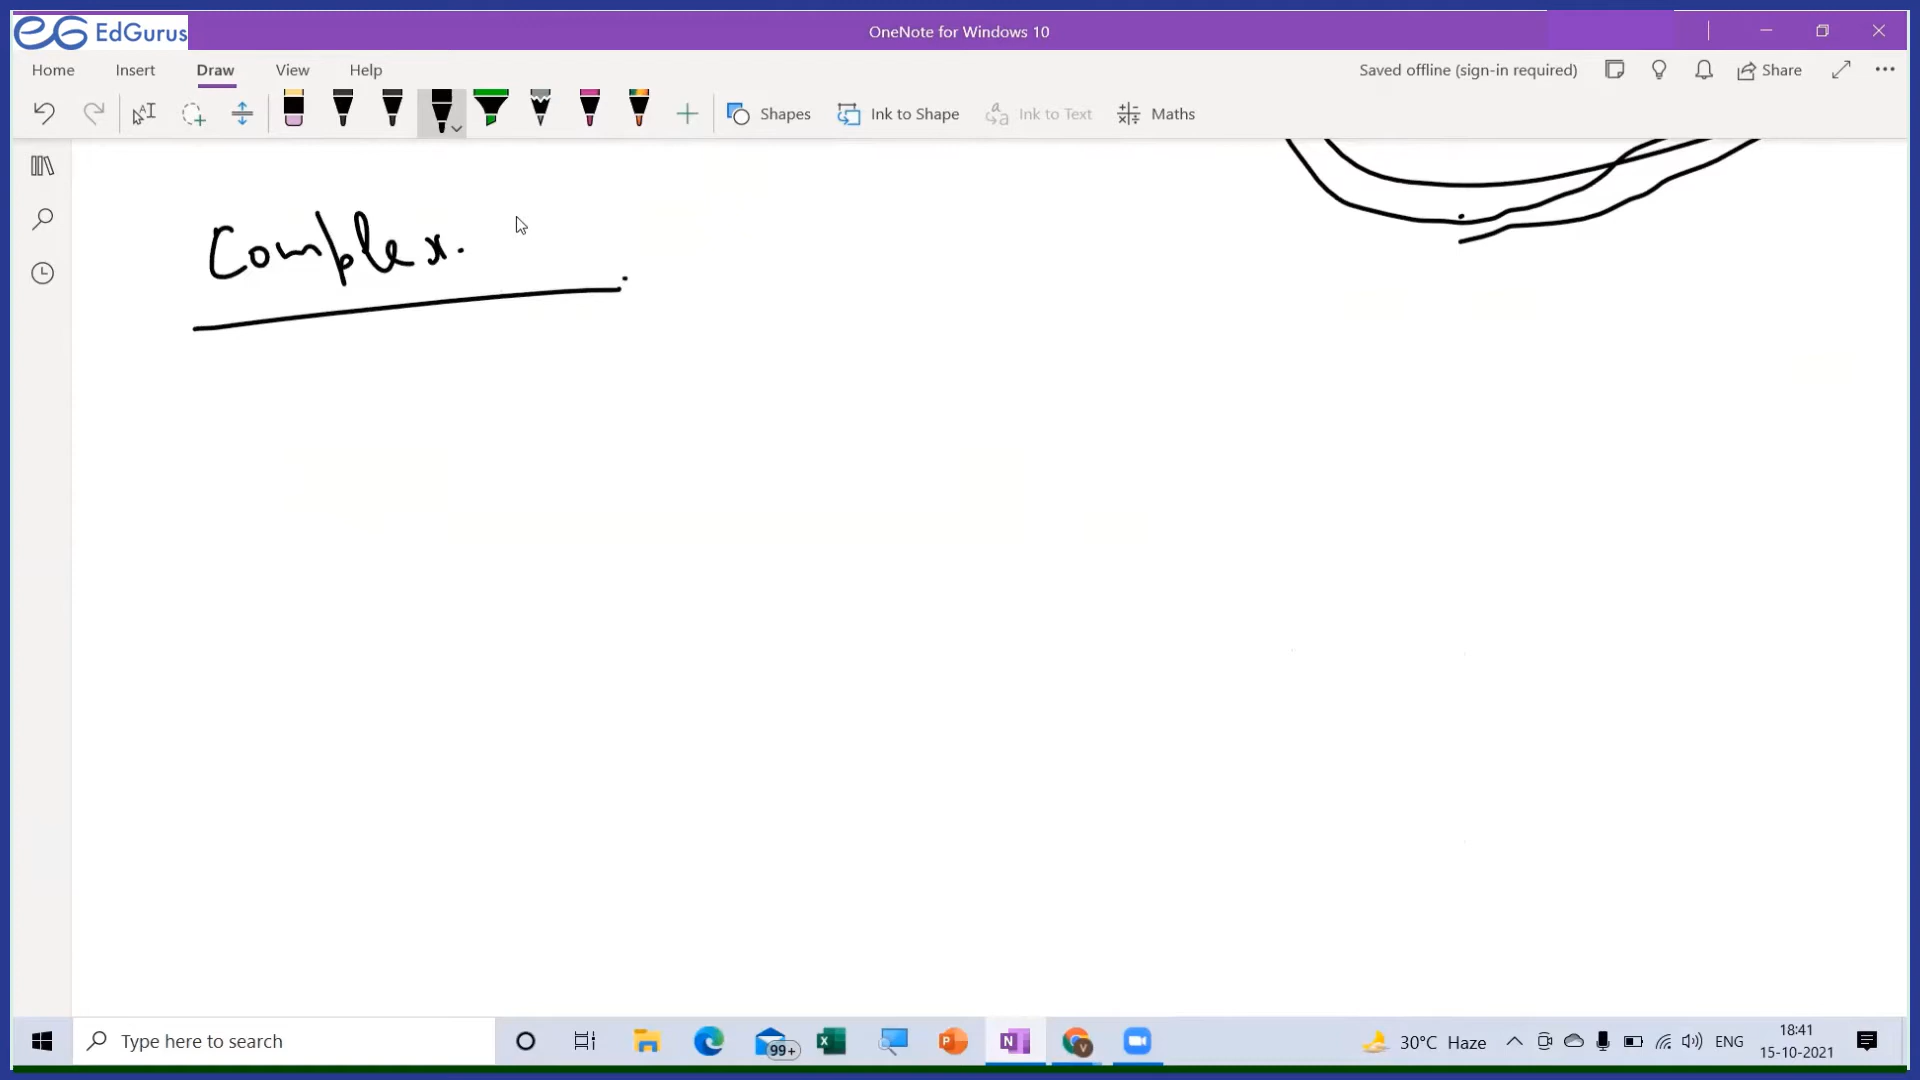 EG EdGurus
OneNote for Windows 10
Home Insert Draw View Help
Saved offline (sign-in required) Share
Shapes Ink to Shape Ink to Text Maths
Complex.
Type here to search
99+
30°C Haze
ENG
18:41
15-10-2021